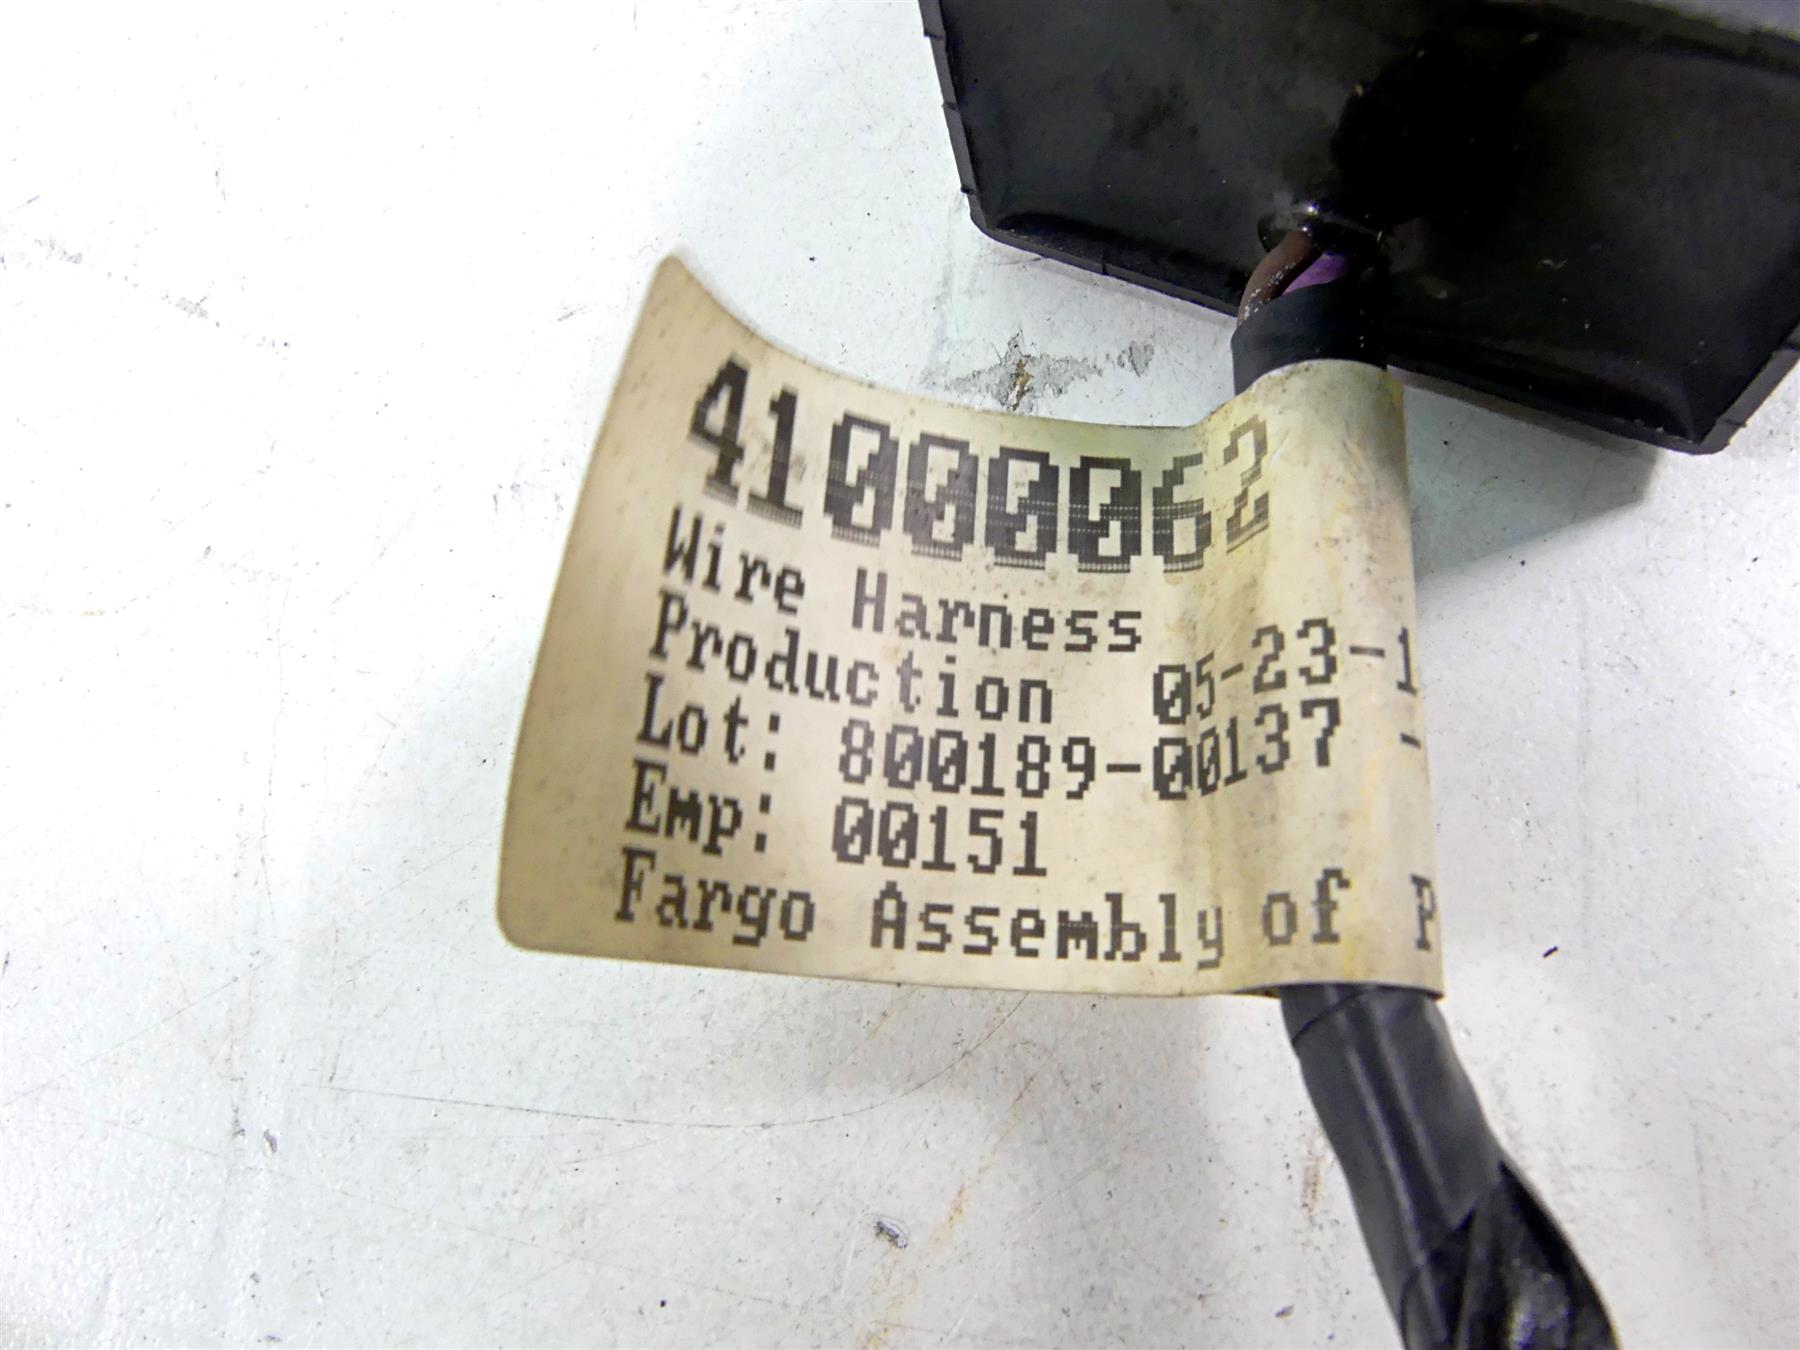 41000062
Wire Harness
Production 05-23-1
Lot: 800189-00137 -
Emp: 00151
Fargo Assembly of P